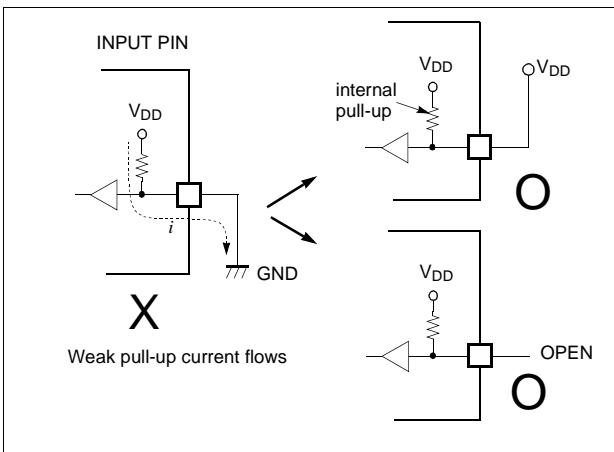 INPUT PIN
VDD
i
GND
X
Weak pull-up current flows
internal
pull-up
VDD
VDD
O
VDD
OPEN
O